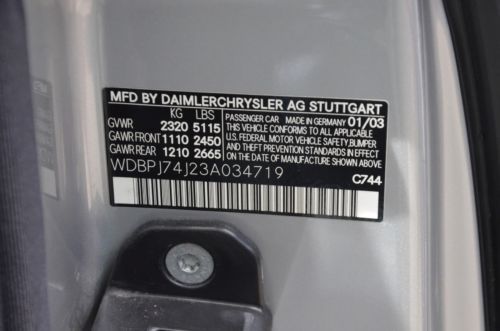 MFD BY DAIMLERCHRYSLER AG STUTTGART
KG LBS PASSENGER CAR MADE IN GERMANY 01/03
GVWR 2320 5115 THIS VEHICLE CONFORMS TO ALL APPLICABLE
GAWR FRONT 1110 2450 U.S. FEDERAL MOTOR VEHICLE SAFETY,BUMPER
GAWR REAR 1210 2665 AND THEFT PREVENTION STANDARDS IN EFFECT
WDBPJ74J23A034719 ON THE DATE OF MANUFACTURE SHOWN ABOVE.
C744